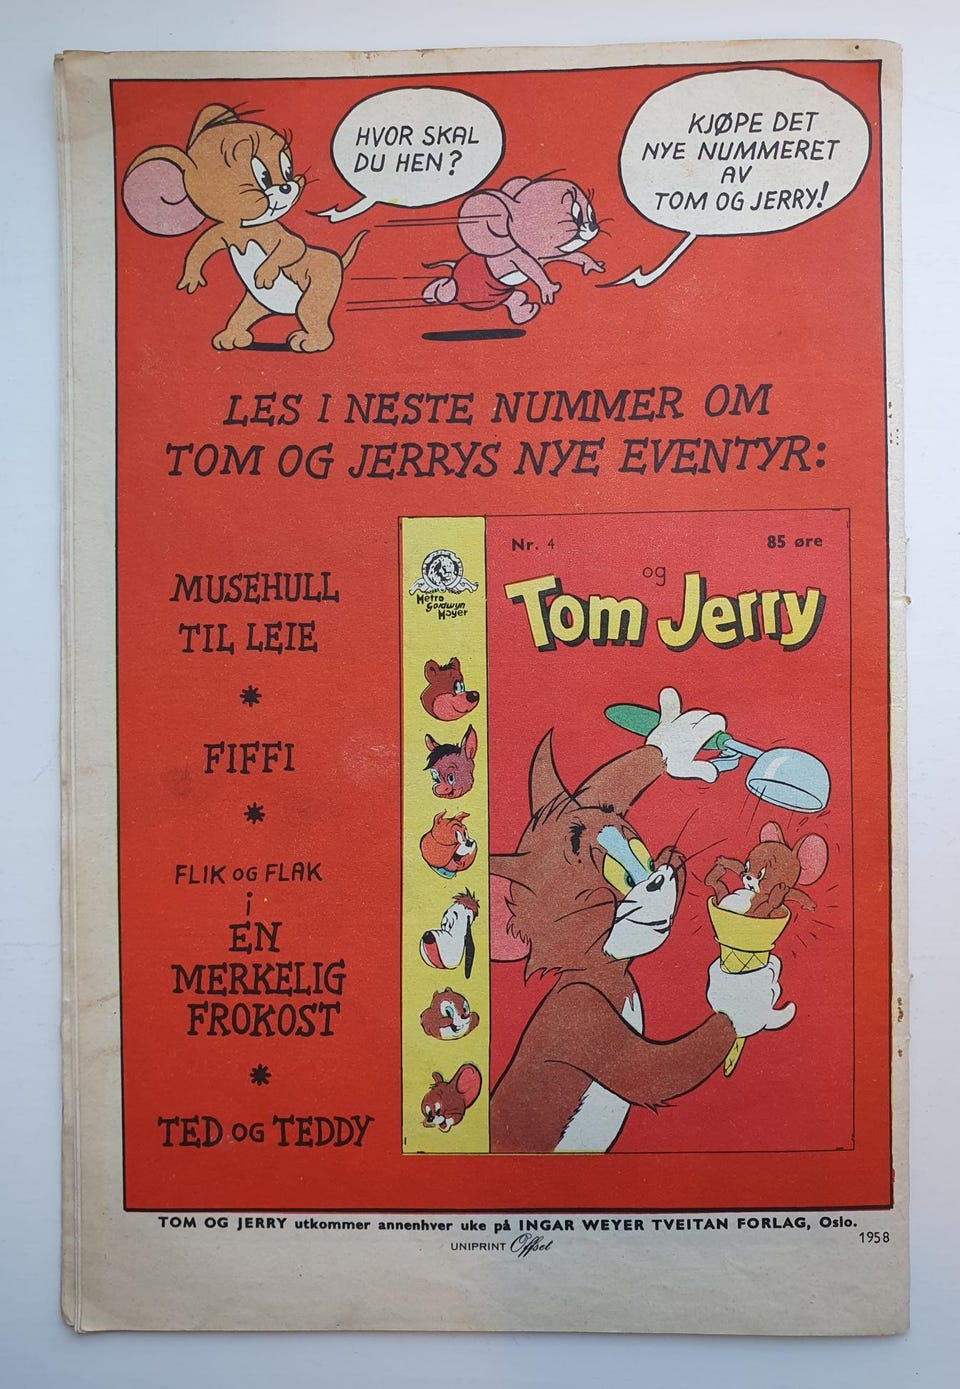 HVOR SKAL
DU HEN?
KJØPE DET
NYE NUMMERET
AV
TOM OG JERRY!
LES I NESTE NUMMER OM
TOM OG JERRYS NYE EVENTYR:
MUSEHULL
TIL LEIE
*
FIFFI
*
FLIK OG FLAK
i
EN
MERKELIG
FROKOST
*
TED OG TEDDY
Metro
Goldwyn
Mayer
Nr. 4
85 øre
og
Tom Jerry
TOM OG JERRY utkommer annenhver uke på INGAR WEYER TVEITAN FORLAG, Oslo.
UNIPRINT Offset
1958